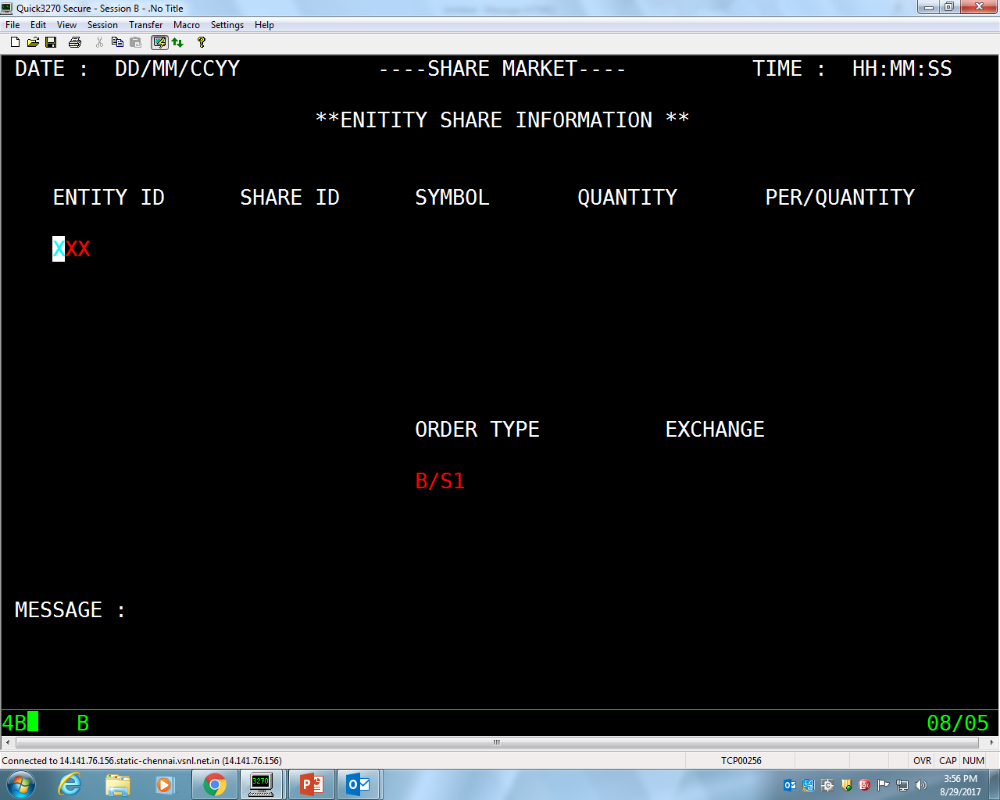 Quick3270 Secure - Session B - .No Title
File Edit View Session Transfer Macro Settings Help
DATE : DD/MM/CCYY ----SHARE MARKET---- TIME : HH:MM:SS
**ENITITY SHARE INFORMATION **
ENTITY ID SHARE ID SYMBOL QUANTITY PER/QUANTITY
XXX
ORDER TYPE EXCHANGE
B/S1
MESSAGE :
4B B 08/05
Connected to 14.141.76.156.static-chennai.vsnl.net.in (14.141.76.156) TCP00256 OVR CAP NUM
3270
3:56 PM
8/29/2017